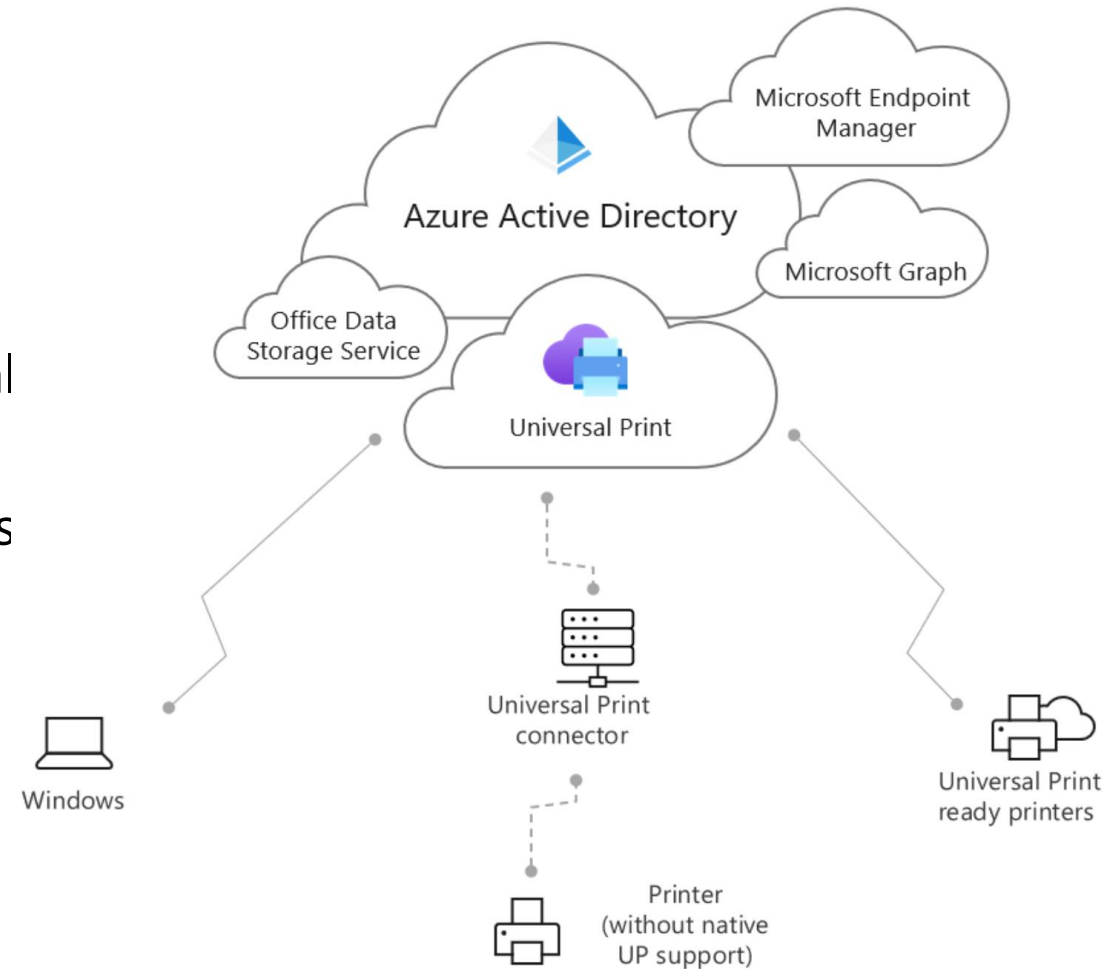 Microsoft Endpoint
Manager
Azure Active Directory
Microsoft Graph
Office Data
Storage Service
Universal Print
Universal Print
connector
Windows
Universal Print
ready printers
Printer
(without native
UP support)